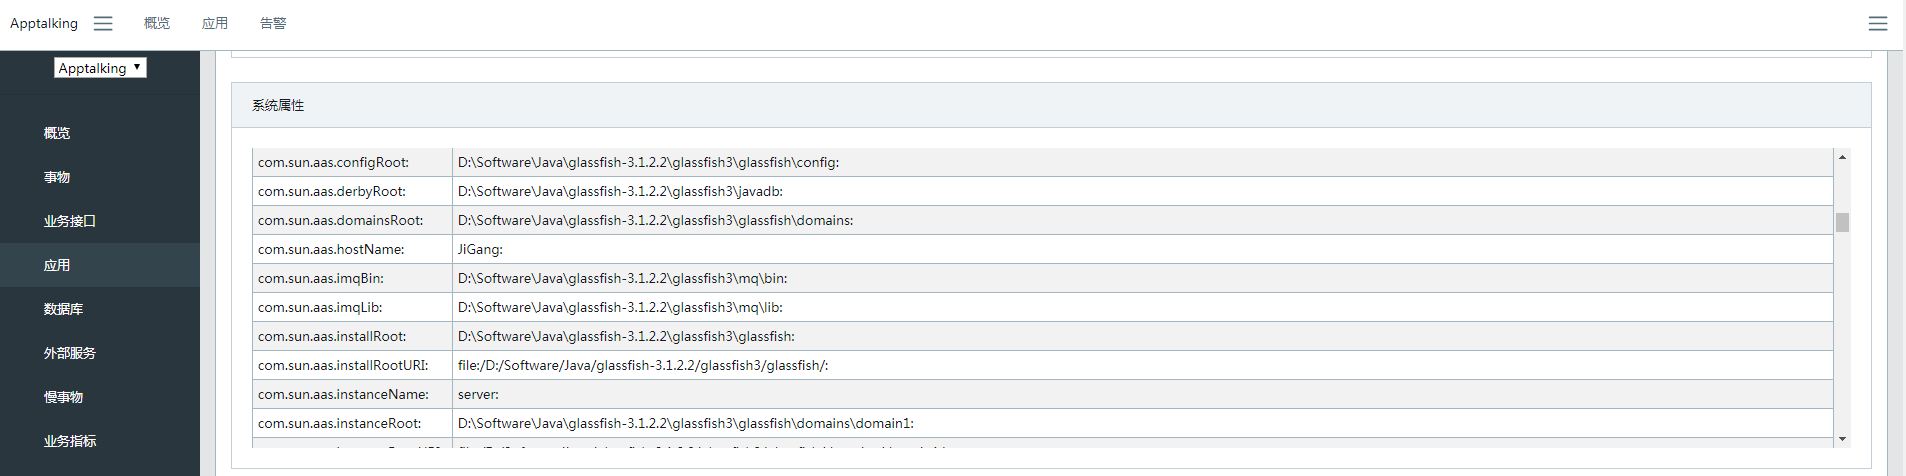 Apptalking 概览 应用 告警
Apptalking
概览
事物
业务接口
应用
数据库
外部服务
慢事物
业务指标
系统属性
com.sun.aas.configRoot: D:\Software\Java\glassfish-3.1.2.2\glassfish3\glassfish\config:
com.sun.aas.derbyRoot: D:\Software\Java\glassfish-3.1.2.2\glassfish3\javadb:
com.sun.aas.domainsRoot: D:\Software\Java\glassfish-3.1.2.2\glassfish3\glassfish\domains:
com.sun.aas.hostName: JiGang:
com.sun.aas.imqBin: D:\Software\Java\glassfish-3.1.2.2\glassfish3\mq\bin:
com.sun.aas.imqLib: D:\Software\Java\glassfish-3.1.2.2\glassfish3\mq\lib:
com.sun.aas.installRoot: D:\Software\Java\glassfish-3.1.2.2\glassfish3\glassfish:
com.sun.aas.installRootURI: file:/D:/Software/Java/glassfish-3.1.2.2/glassfish3/glassfish/:
com.sun.aas.instanceName: server:
com.sun.aas.instanceRoot: D:\Software\Java\glassfish-3.1.2.2\glassfish3\glassfish\domains\domain1: